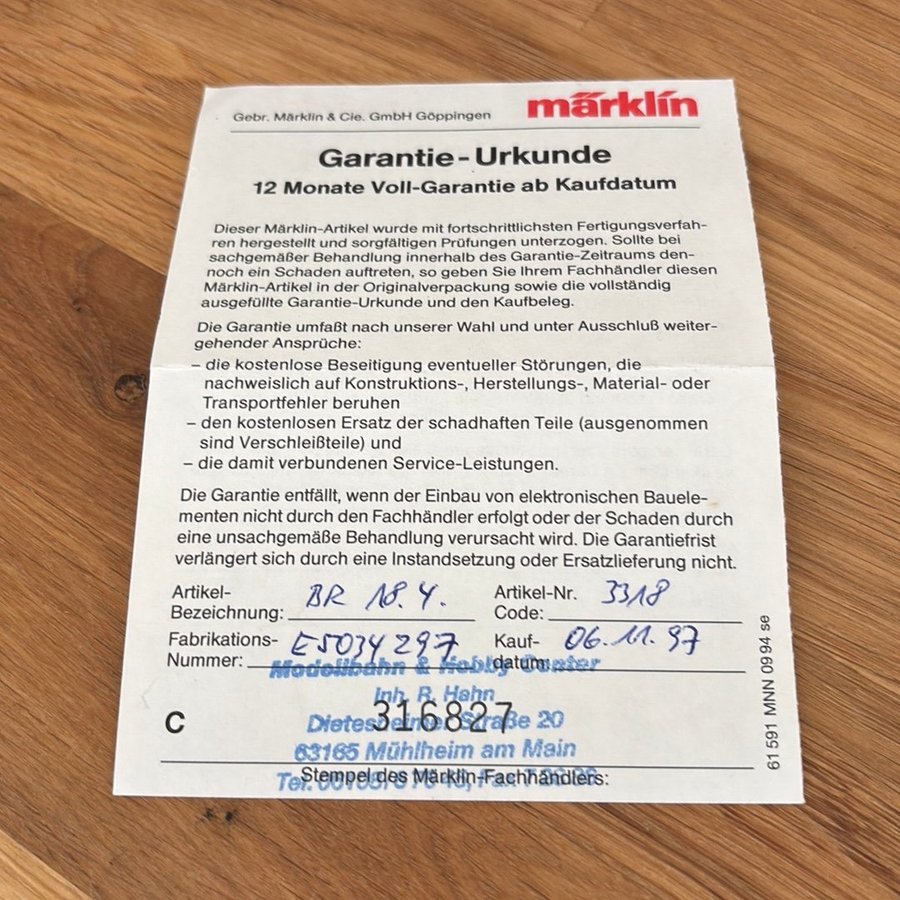 Gebr. Märklin & Cie. GmbH Göppingen
märklin
Garantie-Urkunde
12 Monate Voll-Garantie ab Kaufdatum
Dieser Märklin-Artikel wurde mit fortschrittlichsten Fertigungsverfah-
ren hergestellt und sorgfältigen Prüfungen unterzogen. Sollte bei
sachgemäßer Behandlung innerhalb des Garantie-Zeitraums den-
noch ein Schaden auftreten, so geben Sie Ihrem Fachhändler diesen
Märklin-Artikel in der Originalverpackung sowie die vollständig
ausgefüllte Garantie-Urkunde und den Kaufbeleg.
Die Garantie umfaßt nach unserer Wahl und unter Ausschluß weiter-
gehender Ansprüche:
– die kostenlose Beseitigung eventueller Störungen, die
nachweislich auf Konstruktions-, Herstellungs-, Material- oder
Transportfehler beruhen
– den kostenlosen Ersatz der schadhaften Teile (ausgenommen
sind Verschleißteile) und
– die damit verbundenen Service-Leistungen.
Die Garantie entfällt, wenn der Einbau von elektronischen Bauele-
menten nicht durch den Fachhändler erfolgt oder der Schaden durch
eine unsachgemäße Behandlung verursacht wird. Die Garantiefrist
verlängert sich durch eine Instandsetzung oder Ersatzlieferung nicht.
Artikel-
Bezeichnung: BR 18.4.
Artikel-Nr.
Code: 3318
Fabrikations-
Nummer: E5034297
Kauf-
datum: 06.11.97
Modellbahn & Hobby Center
Inh. R. Hahn
C 316827
Dietesheimer Straße 20
63165 Mühlheim am Main
Tel. Fax
Stempel des Märklin-Fachhändlers:
61 591 MNN 09 94 se